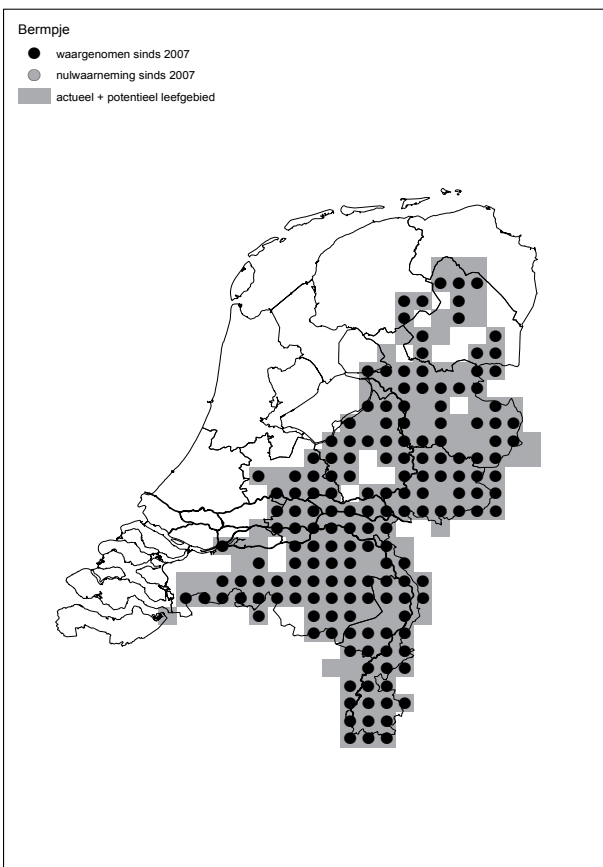 Bermpje
waargenomen sinds 2007
nulwaarneming sinds 2007
actueel + potentieel leefgebied